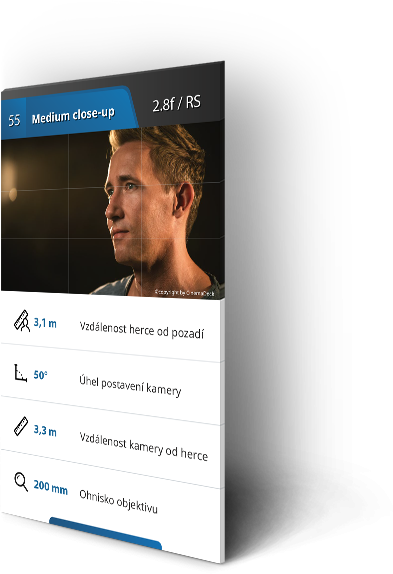 55 Medium close-up 2.8f / RS
©copyright by CinemaDeck
3,1 m Vzdálenost herce od pozadí
50° Úhel postavení kamery
3,3 m Vzdálenost kamery od herce
200 mm Ohnisko objektivu